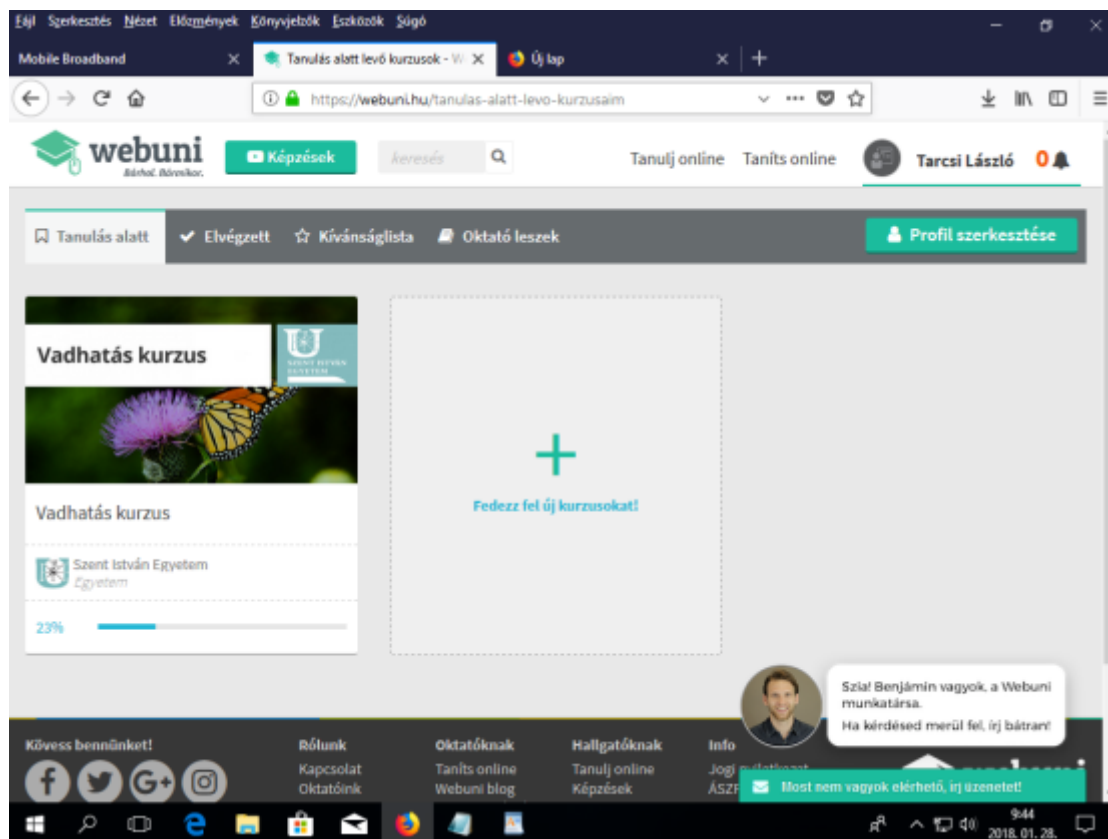 Fájl Szerkesztés Nézet Előzmények Könyvjelzők Eszközök Súgó
Mobile Broadband
Tanulás alatt levő kurzusok - W
Új lap
https://webuni.hu/tanulas-alatt-levo-kurzusaim
webuni
Bárhol. Bármikor.
Képzések
keresés
Tanulj online Taníts online
Tarcsi László 0
Tanulás alatt
Elvégzett
Kívánságlista
Oktató leszek
Profil szerkesztése
Vadhatás kurzus
SZENT ISTVÁN
EGYETEM
Fedezz fel új kurzusokat!
Vadhatás kurzus
Szent István Egyetem
Egyetem
23%
Szia! Benjámin vagyok, a Webuni
munkatársa.
Ha kérdésed merül fel, írj bátran!
Kövess bennünket!
Rólunk
Kapcsolat
Oktatóink
Oktatóknak
Taníts online
Webuni blog
Hallgatóknak
Tanulj online
Képzések
Info
Jogi
ÁSZF
Most nem vagyok elérhető, írj üzenetet!
9:44
2018. 01. 28.